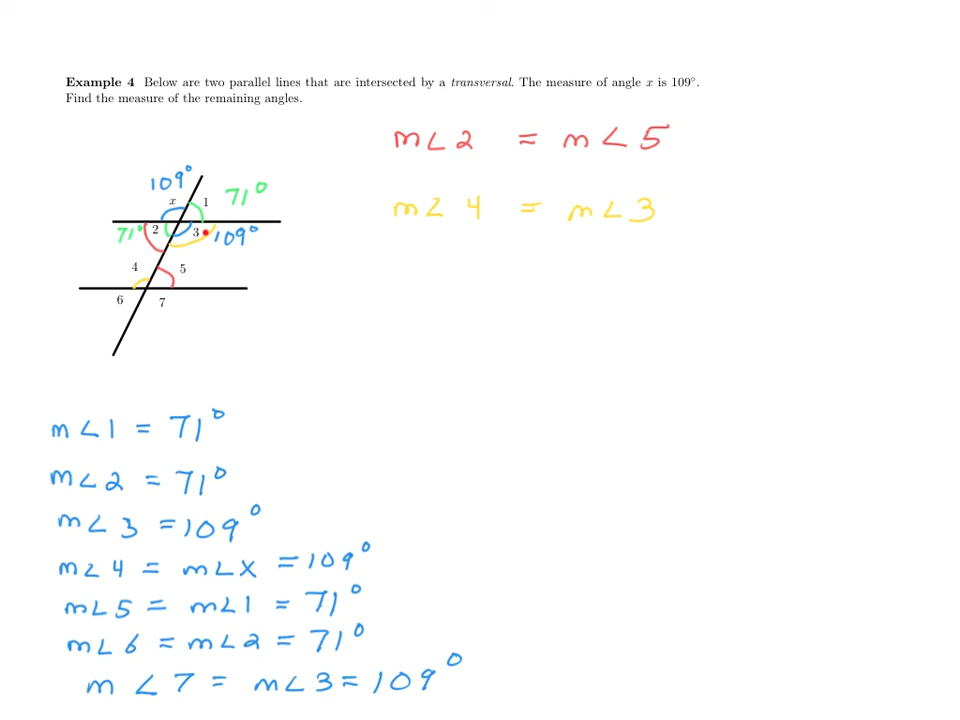 Example 4 Below are two parallel lines that are intersected by a transversal. The measure of angle x is 109°.
Find the measure of the remaining angles.
m∠2 = m∠5
m∠4 = m∠3
109°
x 1 71°
71° 2 3 109°
4 5
6 7
m∠1 = 71°
m∠2 = 71°
m∠3 = 109°
m∠4 = m∠x = 109°
m∠5 = m∠1 = 71°
m∠6 = m∠2 = 71°
m∠7 = m∠3 = 109°